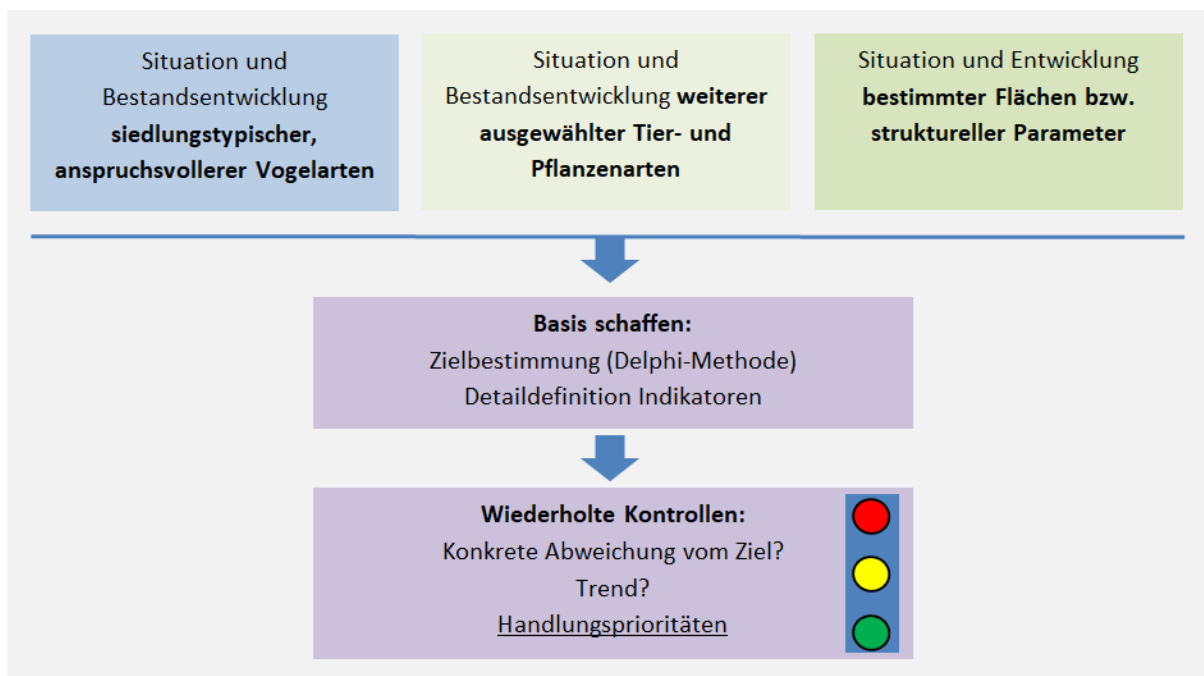 Situation und
Bestandsentwicklung
siedlungstypischer,
anspruchsvollerer Vogelarten
Situation und
Bestandsentwicklung weiterer
ausgewählter Tier- und
Pflanzenarten
Situation und Entwicklung
bestimmter Flächen bzw.
struktureller Parameter
Basis schaffen:
Zielbestimmung (Delphi-Methode)
Detaildefinition Indikatoren
Wiederholte Kontrollen:
Konkrete Abweichung vom Ziel?
Trend?
Handlungsprioritäten